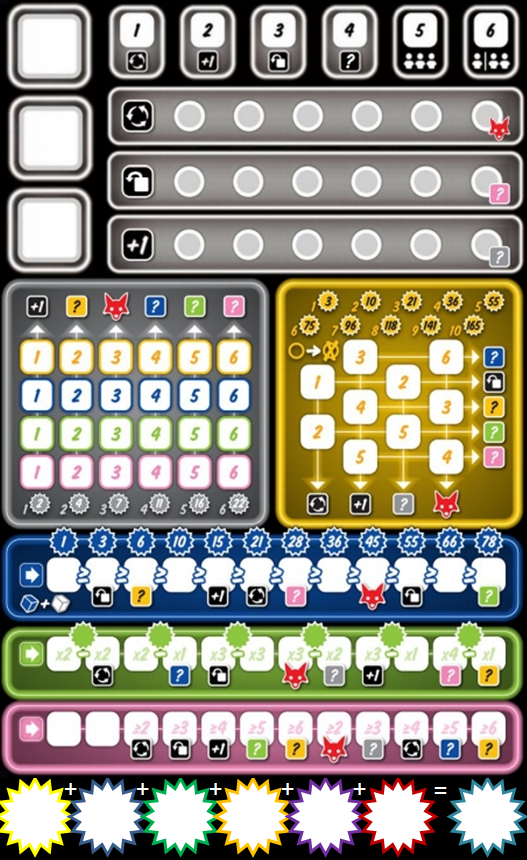 1 2 3 4 5 6
+1 ?
?
+1 ?
+1 ? ? ? ?
1 2 3 4 5 6
1 2 3 4 5 6
1 2 3 4 5 6
1 2 3 4 5 6
1 2 2 4 3 7 4 11 5 16 6 22
1 3 2 10 3 21 4 36 5 55
6 75 7 96 8 118 9 141 10 165
3 6 ?
1 2
4 3 ?
2 5 ?
5 4 ?
+1 ?
1 3 6 10 15 21 28 36 45 55 66 78
+ ? +1 ? ?
x2 x2 x2 x1 x3 x3 x3 x2 x3 x1 x4 x1
? ? +1 ? ?
≥2 ≥3 ≥4 ≥5 ≥6 ≥2 ≥3 ≥4 ≥5 ≥6
+1 ? ? ? ? ?
+ + + + + =